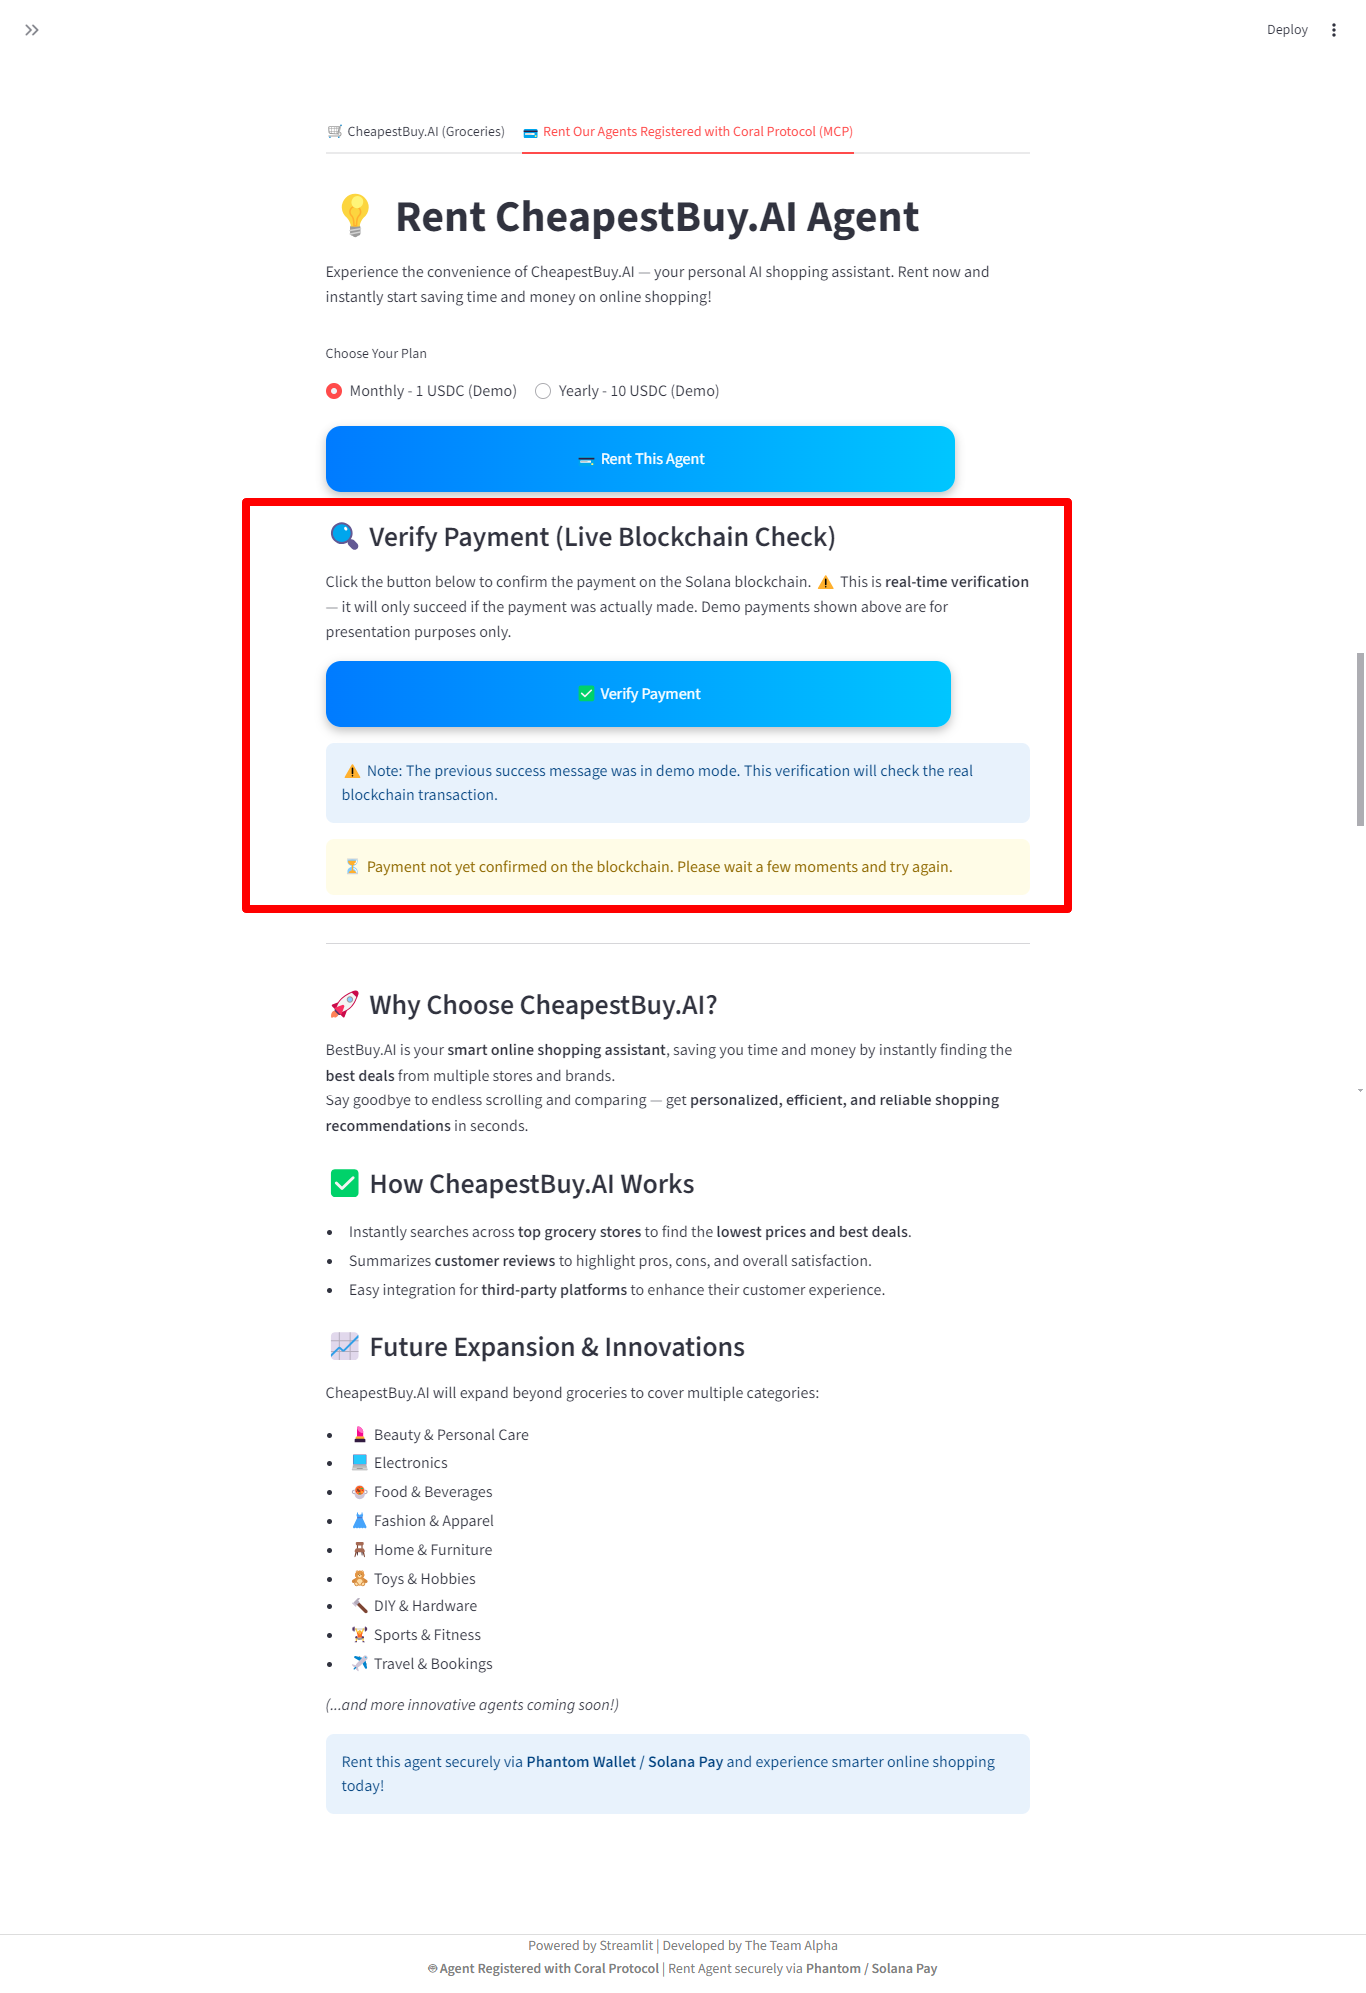 Deploy
CheapestBuy.AI (Groceries) Rent Our Agents Registered with Coral Protocol (MCP)
Rent CheapestBuy.AI Agent
Experience the convenience of CheapestBuy.AI — your personal AI shopping assistant. Rent now and
instantly start saving time and money on online shopping!
Choose Your Plan
Monthly - 1 USDC (Demo) Yearly - 10 USDC (Demo)
Rent This Agent
Verify Payment (Live Blockchain Check)
Click the button below to confirm the payment on the Solana blockchain. ⚠️ This is real-time verification
— it will only succeed if the payment was actually made. Demo payments shown above are for
presentation purposes only.
Verify Payment
Note: The previous success message was in demo mode. This verification will check the real
blockchain transaction.
Payment not yet confirmed on the blockchain. Please wait a few moments and try again.
Why Choose CheapestBuy.AI?
BestBuy.AI is your smart online shopping assistant, saving you time and money by instantly finding the
best deals from multiple stores and brands.
Say goodbye to endless scrolling and comparing — get personalized, efficient, and reliable shopping
recommendations in seconds.
How CheapestBuy.AI Works
• Instantly searches across top grocery stores to find the lowest prices and best deals.
• Summarizes customer reviews to highlight pros, cons, and overall satisfaction.
• Easy integration for third-party platforms to enhance their customer experience.
Future Expansion & Innovations
CheapestBuy.AI will expand beyond groceries to cover multiple categories:
• Beauty & Personal Care
• Electronics
• Food & Beverages
• Fashion & Apparel
• Home & Furniture
• Toys & Hobbies
• DIY & Hardware
• Sports & Fitness
• Travel & Bookings
(...and more innovative agents coming soon!)
Rent this agent securely via Phantom Wallet / Solana Pay and experience smarter online shopping
today!
Powered by Streamlit | Developed by The Team Alpha
Agent Registered with Coral Protocol | Rent Agent securely via Phantom / Solana Pay